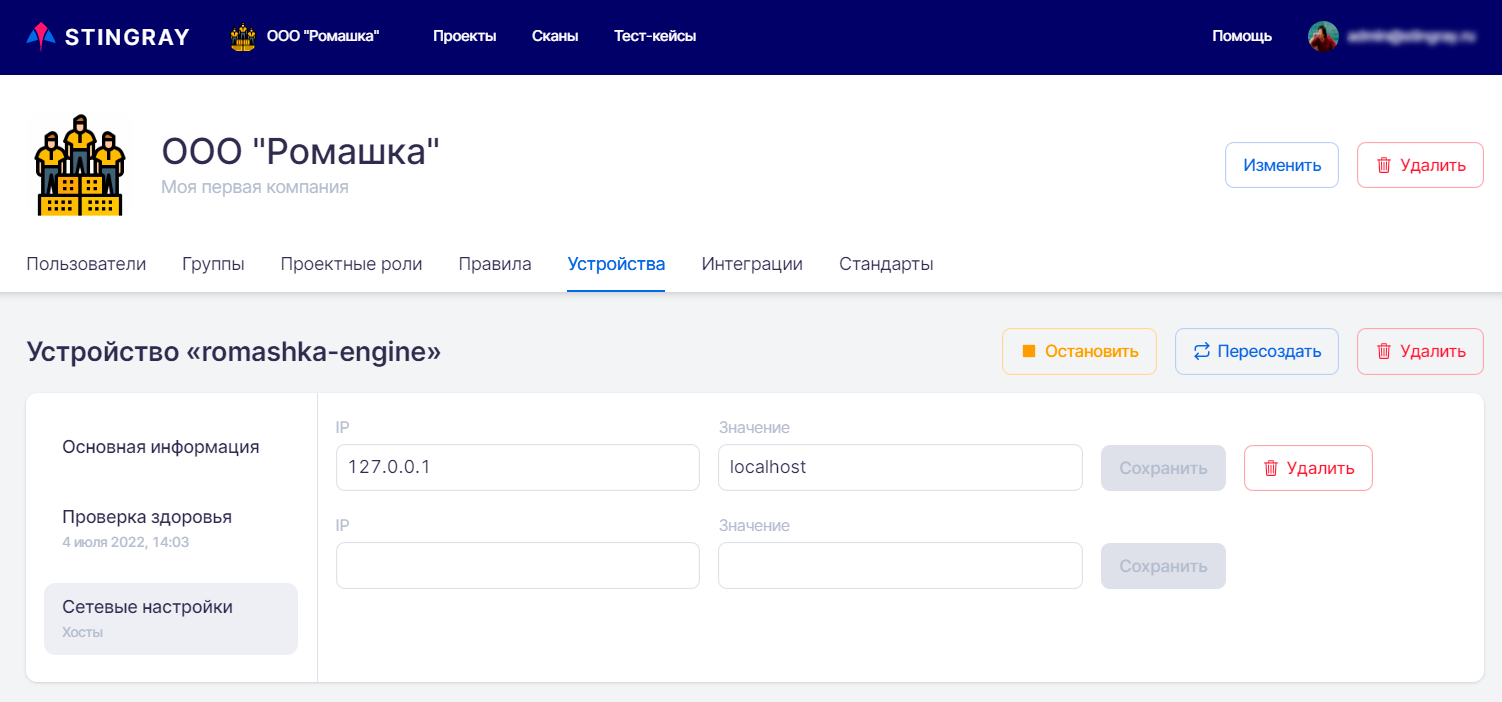 STINGRAY ООО "Ромашка" Проекты Сканы Тест-кейсы Помощь
ООО "Ромашка"
Моя первая компания
Изменить Удалить
Пользователи Группы Проектные роли Правила Устройства Интеграции Стандарты
Устройство «romashka-engine»
Остановить Пересоздать Удалить
Основная информация
Проверка здоровья
4 июля 2022, 14:03
Сетевые настройки
Хосты
IP Значение
127.0.0.1 localhost Сохранить Удалить
IP Значение
Сохранить